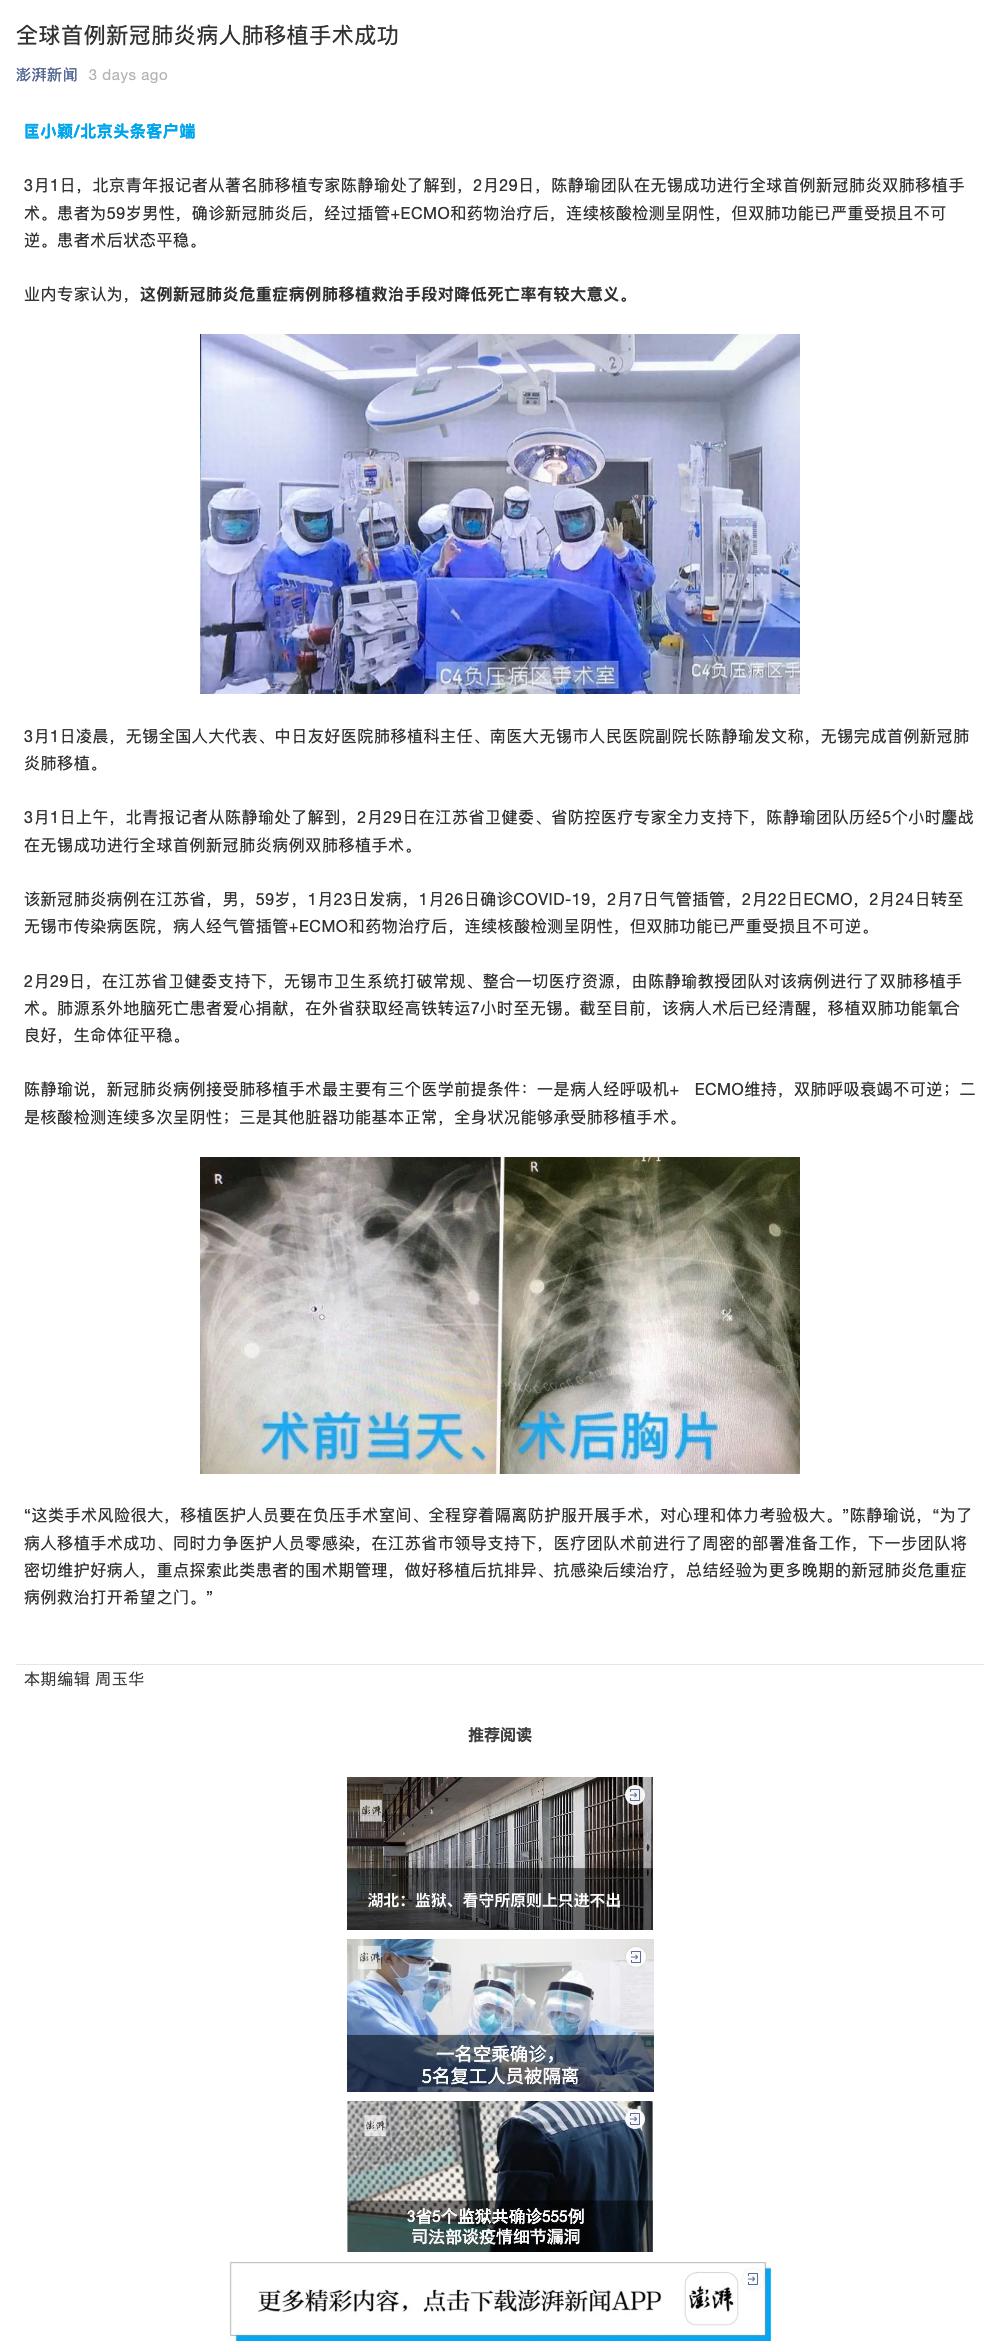 全球首例新冠肺炎病人肺移植手术成功
澎湃新闻 3 days ago
匡小颖/北京头条客户端
3月1日，北京青年报记者从著名肺移植专家陈静瑜处了解到，2月29日，陈静瑜团队在无锡成功进行全球首例新冠肺炎双肺移植手
术。患者为59岁男性，确诊新冠肺炎后，经过插管+ECMO和药物治疗后，连续核酸检测呈阴性，但双肺功能已严重受损且不可
逆。患者术后状态平稳。
业内专家认为，这例新冠肺炎危重症病例肺移植救治手段对降低死亡率有较大意义。
2
C4负压病区手术室
C4负压病区手
3月1日凌晨，无锡全国人大代表、中日友好医院肺移植科主任、南医大无锡市人民医院副院长陈静瑜发文称，无锡完成首例新冠肺
炎肺移植。
3月1日上午，北青报记者从陈静瑜处了解到，2月29日在江苏省卫健委、省防控医疗专家全力支持下，陈静瑜团队历经5个小时鏖战
在无锡成功进行全球首例新冠肺炎病例双肺移植手术。
该新冠肺炎病例在江苏省，男，59岁，1月23日发病，1月26日确诊COVID-19，2月7日气管插管，2月22日ECMO，2月24日转至
无锡市传染病医院，病人经气管插管+ECMO和药物治疗后，连续核酸检测呈阴性，但双肺功能已严重受损且不可逆。
2月29日，在江苏省卫健委支持下，无锡市卫生系统打破常规、整合一切医疗资源，由陈静瑜教授团队对该病例进行了双肺移植手
术。肺源系外地脑死亡患者爱心捐献，在外省获取经高铁转运7小时至无锡。截至目前，该病人术后已经清醒，移植双肺功能氧合
良好，生命体征平稳。
陈静瑜说，新冠肺炎病例接受肺移植手术最主要有三个医学前提条件：一是病人经呼吸机+ ECMO维持，双肺呼吸衰竭不可逆；二
是核酸检测连续多次呈阴性；三是其他脏器功能基本正常，全身状况能够承受肺移植手术。
R
R
1/1
术前当天、术后胸片
“这类手术风险很大，移植医护人员要在负压手术室间、全程穿着隔离防护服开展手术，对心理和体力考验极大。”陈静瑜说，“为了
病人移植手术成功、同时力争医护人员零感染，在江苏省市领导支持下，医疗团队术前进行了周密的部署准备工作，下一步团队将
密切维护好病人，重点探索此类患者的围术期管理，做好移植后抗排异、抗感染后续治疗，总结经验为更多晚期的新冠肺炎危重症
病例救治打开希望之门。”
本期编辑 周玉华
推荐阅读
澎湃
湖北：监狱、看守所原则上只进不出
澎湃
一名空乘确诊，
5名复工人员被隔离
澎湃
3省5个监狱共确诊555例
司法部谈疫情细节漏洞
更多精彩内容，点击下载澎湃新闻APP
澎湃